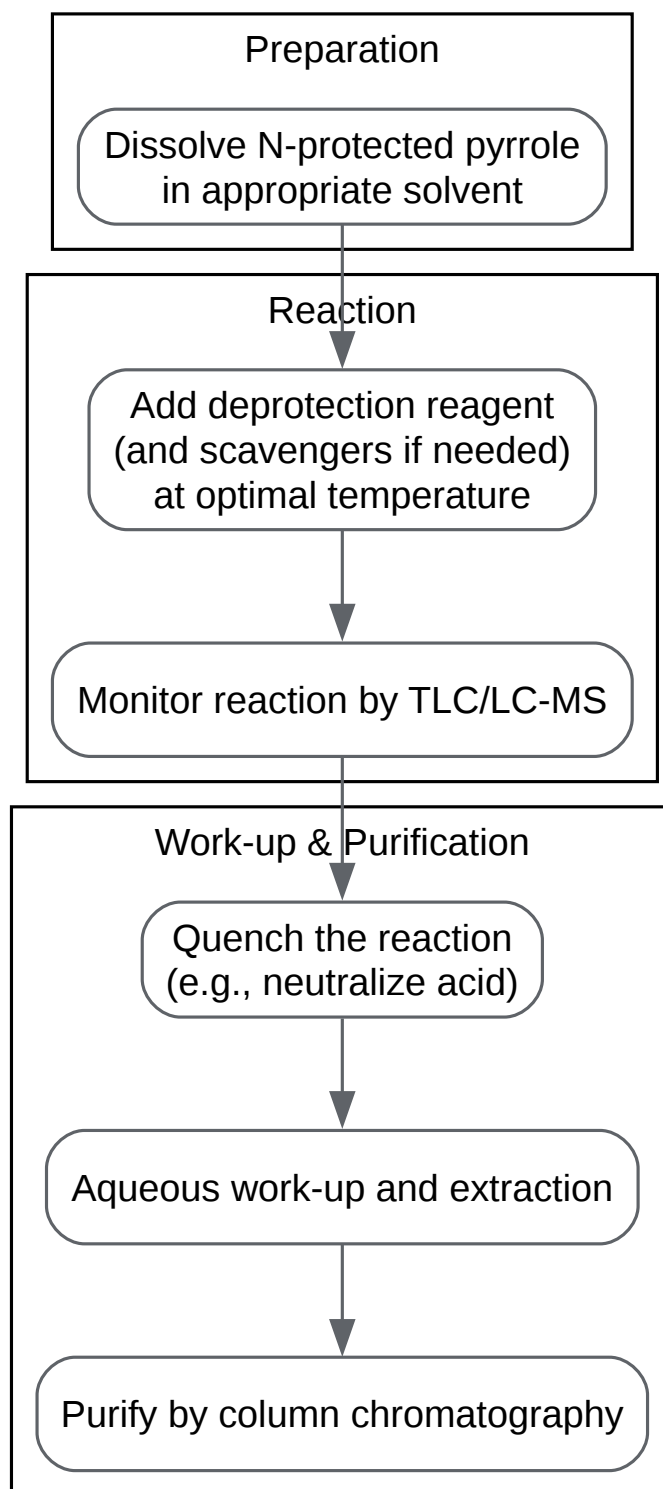 Preparation
Dissolve N-protected pyrrole
in appropriate solvent
Reaction
Add deprotection reagent
(and scavengers if needed)
at optimal temperature
Monitor reaction by TLC/LC-MS
Work-up & Purification
Quench the reaction
(e.g., neutralize acid)
Aqueous work-up and extraction
Purify by column chromatography